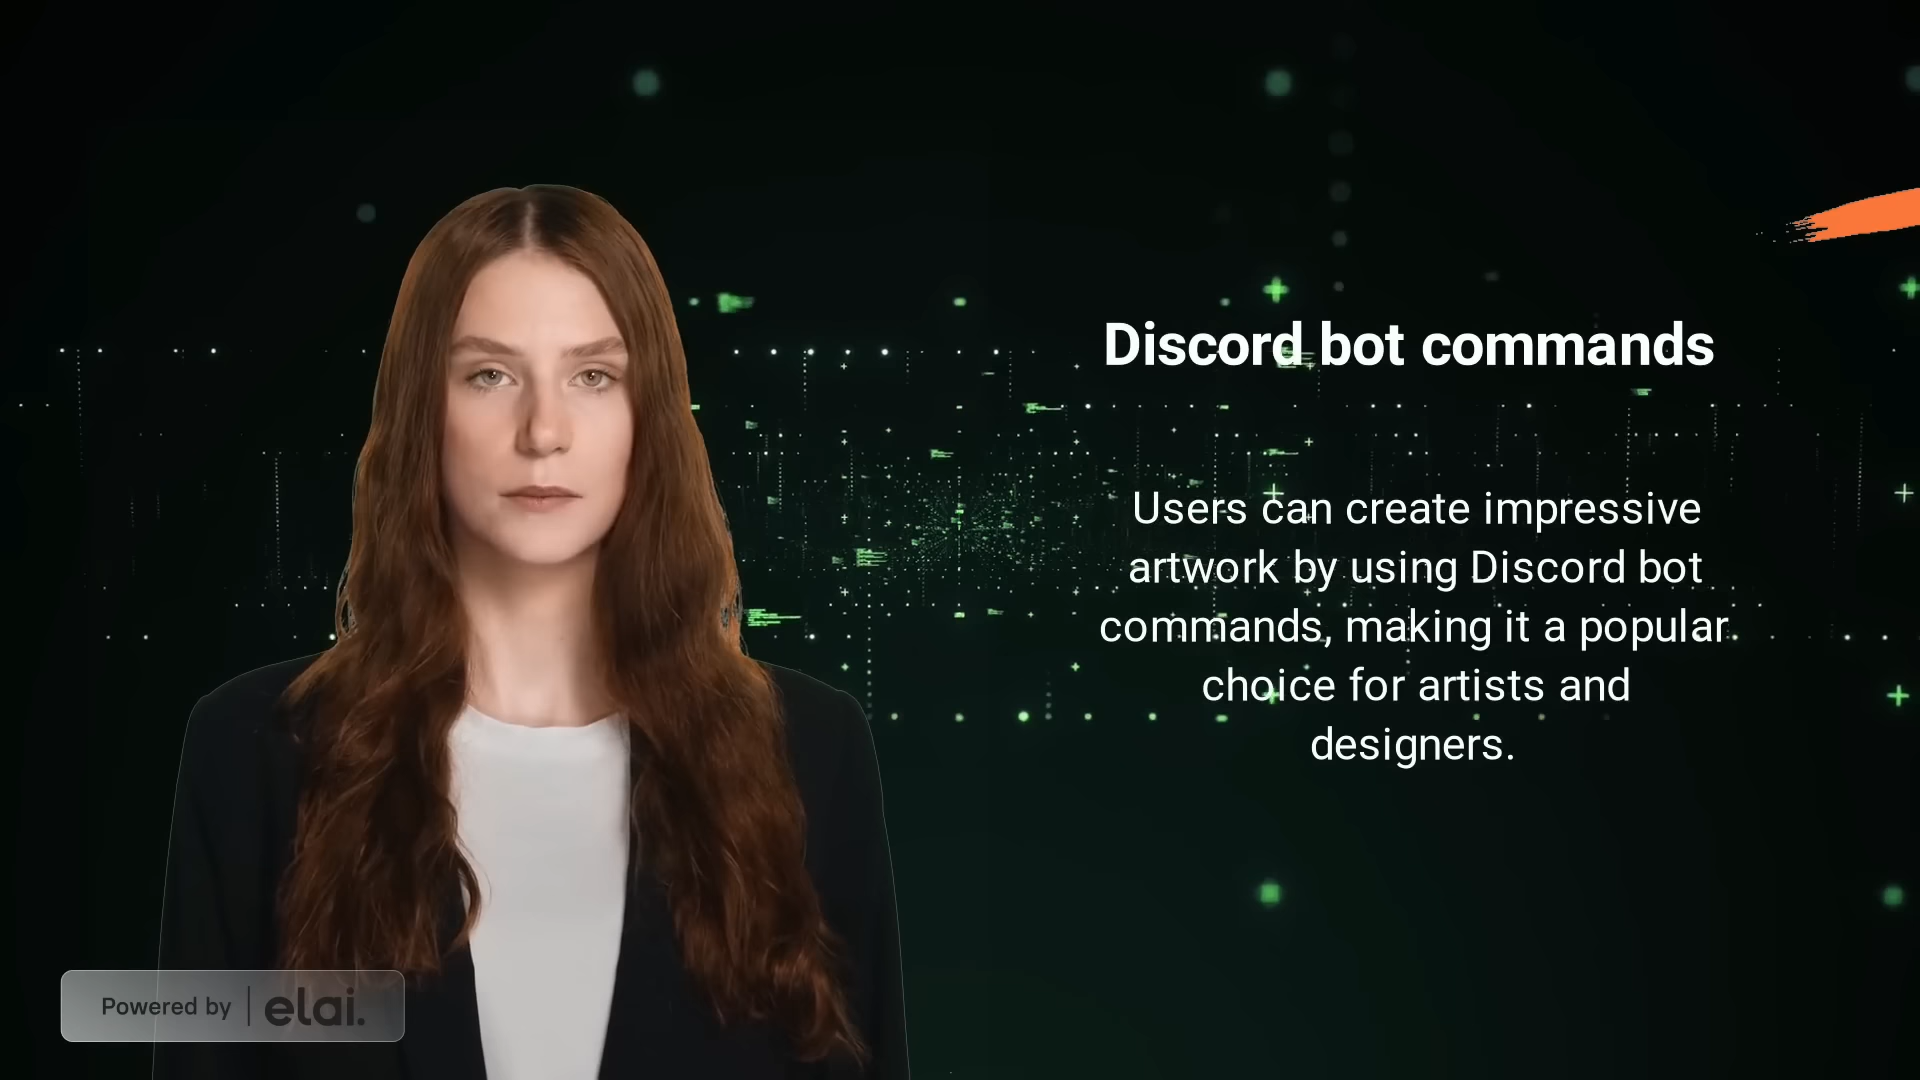 Discord bot commands
Users can create impressive
artwork by using Discord bot
commands, making it a popular
choice for artists and
designers.
Powered by elai.